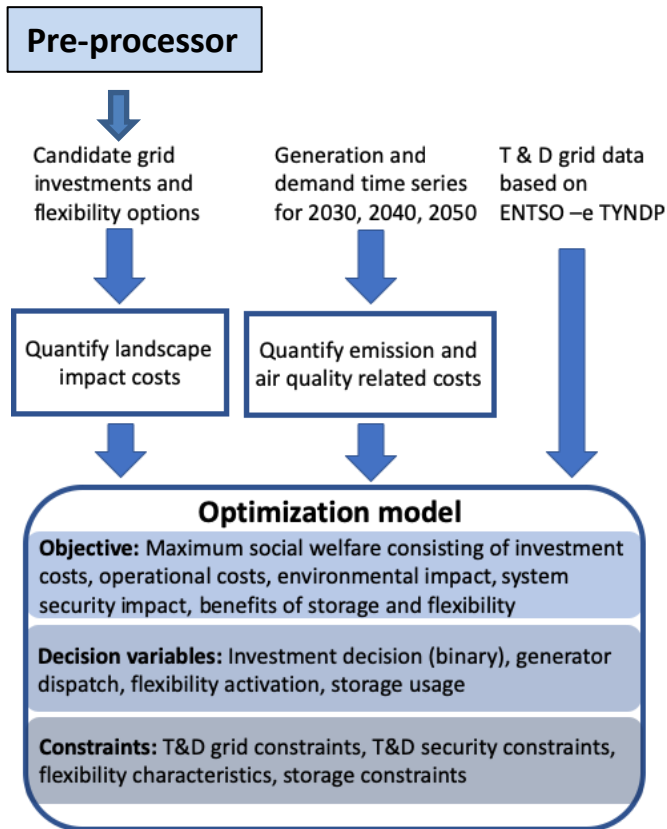 Pre-processor
Candidate grid
investments and
flexibility options
Generation and
demand time series
for 2030, 2040, 2050
T & D grid data
based on
ENTSO –e TYNDP
Quantify landscape
impact costs
Quantify emission and
air quality related costs
Optimization model
Objective: Maximum social welfare consisting of investment
costs, operational costs, environmental impact, system
security impact, benefits of storage and flexibility
Decision variables: Investment decision (binary), generator
dispatch, flexibility activation, storage usage
Constraints: T&D grid constraints, T&D security constraints,
flexibility characteristics, storage constraints